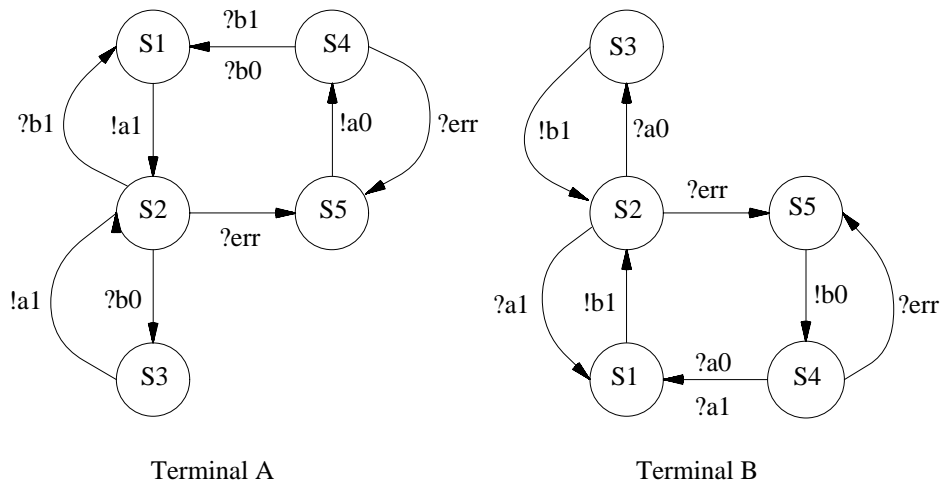 ?b1
S1
S4
?b0
?b1
!a1
!a0
?err
S2
S5
?err
!a1
?b0
S3
Terminal A
S3
!b1
?a0
S2
?err
S5
?a1
!b1
!b0
?err
S1
?a0
S4
?a1
Terminal B